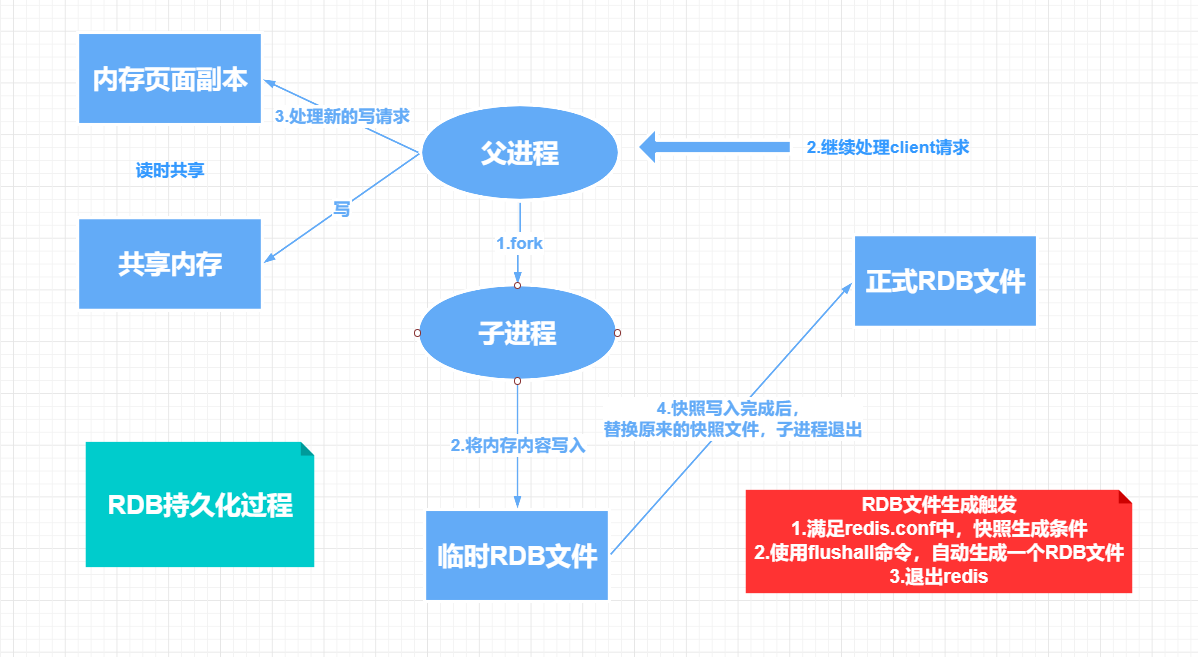 内存页面副本
3.处理新的写请求
父进程
2.继续处理client请求
读时共享
写
共享内存
1.fork
正式RDB文件
子进程
4.快照写入完成后，
替换原来的快照文件，子进程退出
2.将内存内容写入
RDB持久化过程
临时RDB文件
RDB文件生成触发
1.满足redis.conf中，快照生成条件
2.使用flushall命令，自动生成一个RDB文件
3.退出redis